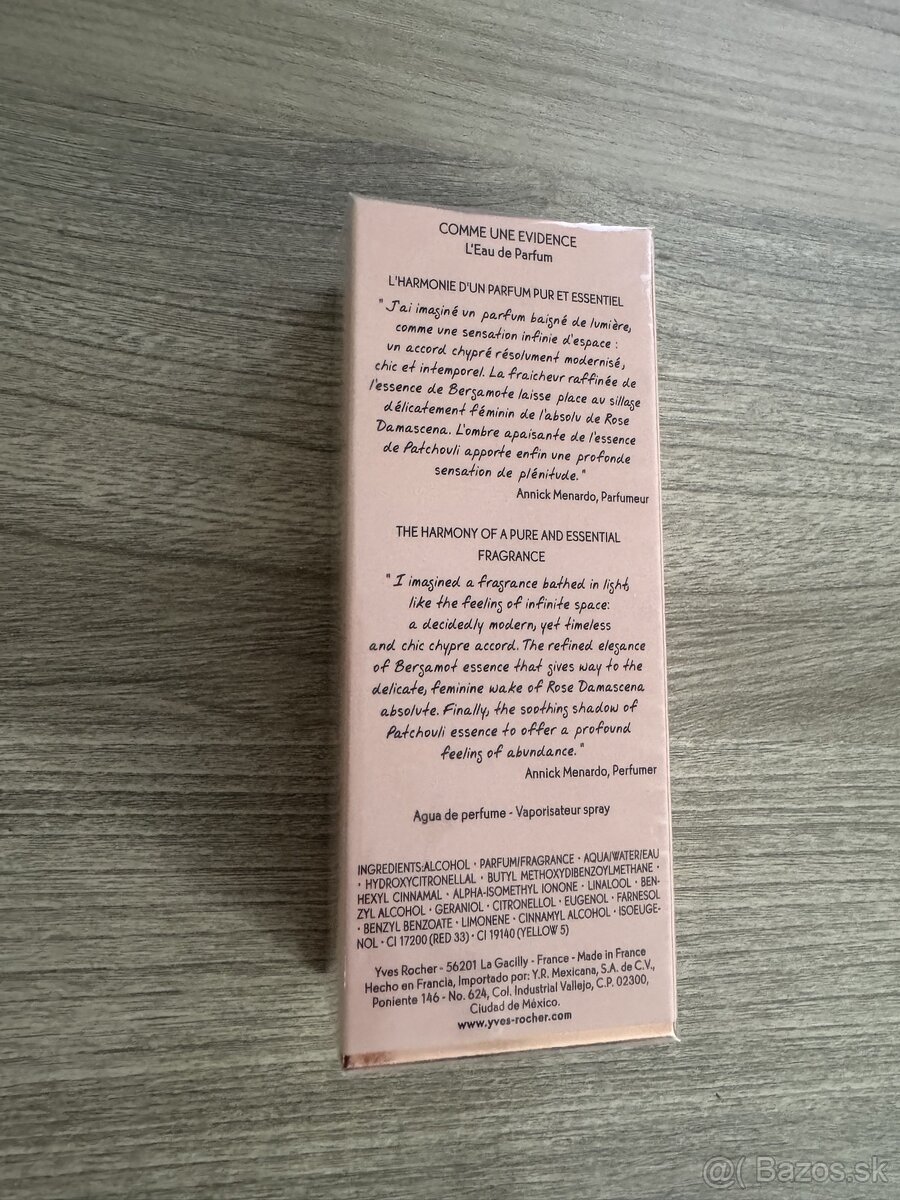 COMME UNE EVIDENCE
L'Eau de Parfum
L'HARMONIE D'UN PARFUM PUR ET ESSENTIEL
"J'ai imaginé un parfum baigné de lumière,
comme une sensation infinie d'espace :
un accord chypré résolument modernisé,
chic et intemporel. La fraicheur raffinée de
l'essence de Bergamote laisse place au sillage
délicatement féminin de l'absolu de Rose
Damascena. L'ombre apaisante de l'essence
de Patchouli apporte enfin une profonde
sensation de plénitude."
Annick Menardo, Parfumeur
THE HARMONY OF A PURE AND ESSENTIAL
FRAGRANCE
"I imagined a fragrance bathed in light,
like the feeling of infinite space:
a decidedly modern, yet timeless
and chic chypre accord. The refined elegance
of Bergamot essence that gives way to the
delicate, feminine wake of Rose Damascena
absolute. Finally, the soothing shadow of
Patchouli essence to offer a profound
feeling of abundance."
Annick Menardo, Perfumer
Agua de perfume - Vaporisateur spray
INGREDIENTS:ALCOHOL · PARFUM/FRAGRANCE · AQUA/WATER/EAU
· HYDROXYCITRONELLAL · BUTYL METHOXYDIBENZOYLMETHANE ·
HEXYL CINNAMAL · ALPHA-ISOMETHYL IONONE · LINALOOL · BEN-
ZYL ALCOHOL · GERANIOL · CITRONELLOL · EUGENOL · FARNESOL
· BENZYL BENZOATE · LIMONENE · CINNAMYL ALCOHOL · ISOEUGE-
NOL · CI 17200 (RED 33) · CI 19140 (YELLOW 5)
Yves Rocher - 56201 La Gacilly - France - Made in France
Hecho en Francia, Importado por: Y.R. Mexicana, S.A. de C.V.,
Poniente 146 - No. 624, Col. Industrial Vallejo, C.P. 02300,
Ciudad de México.
www.yves-rocher.com
@( Bazos.sk